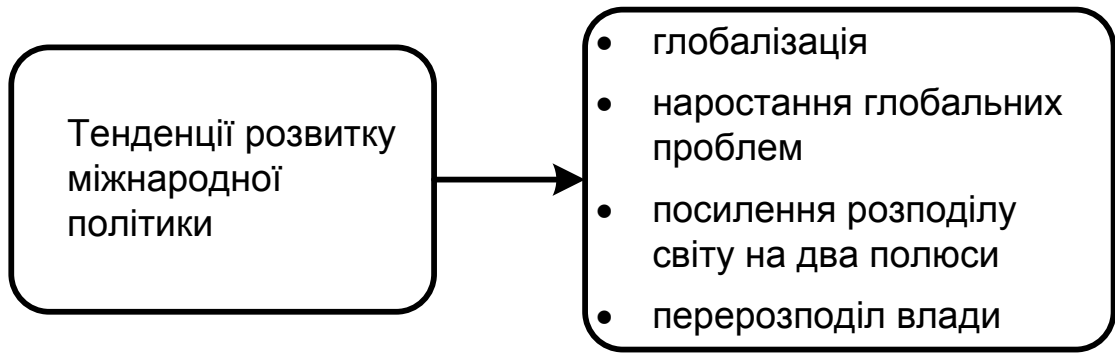 Тенденції розвитку
міжнародної
політики
• глобалізація
• наростання глобальних
проблем
• посилення розподілу
світу на два полюси
• перерозподіл влади